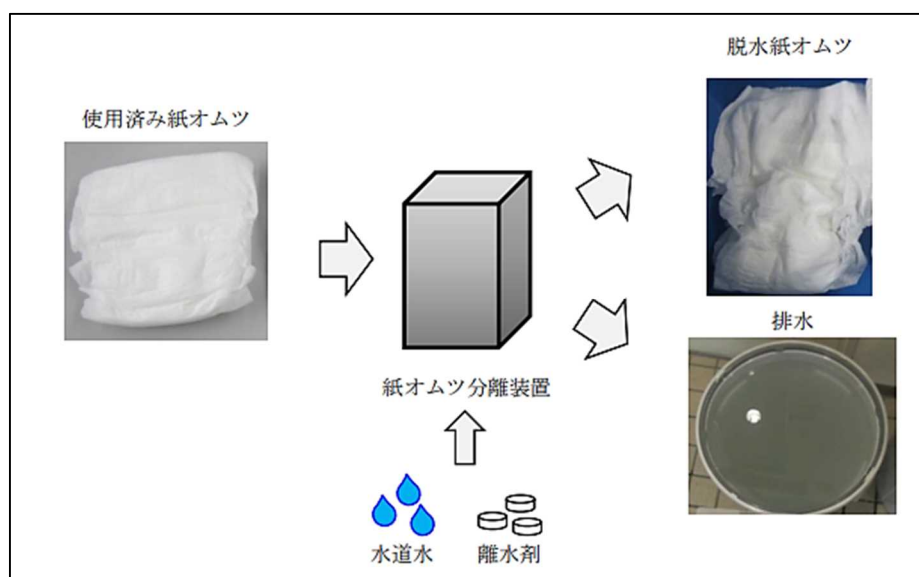 使用済み紙オムツ
脱水紙オムツ
紙オムツ分離装置
排水
水道水
離水剤